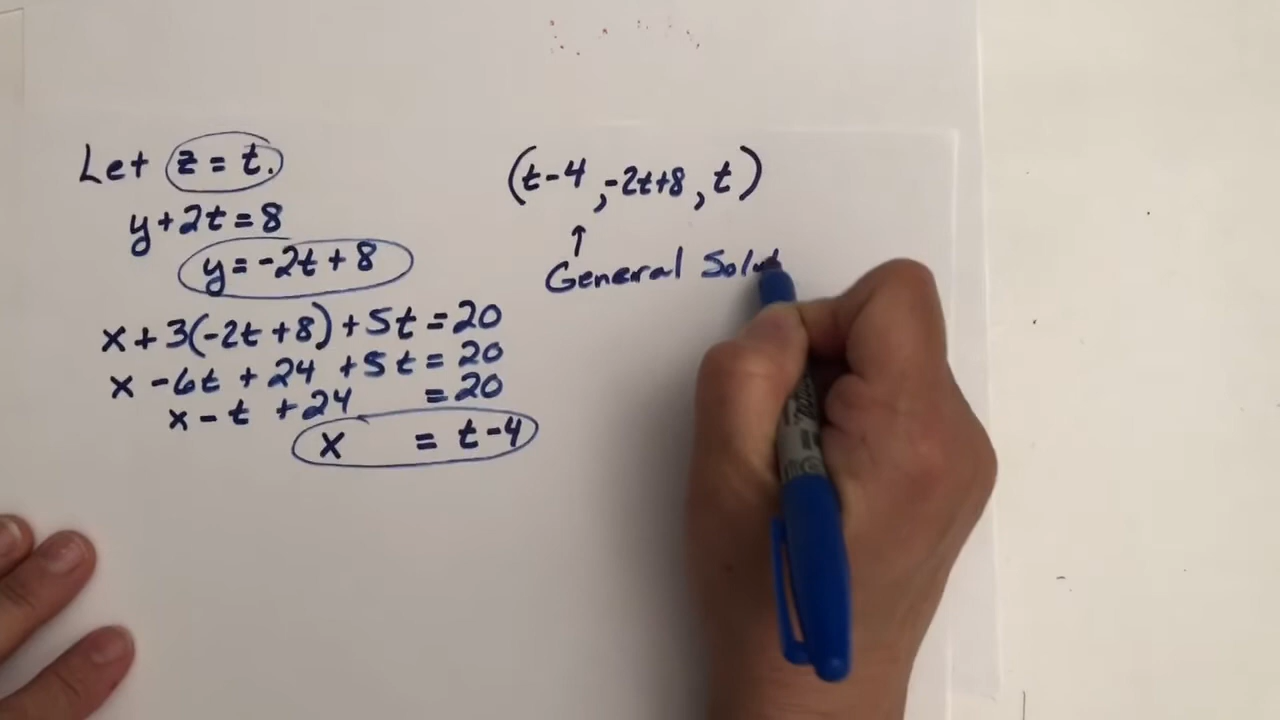 Let z = t.
y+2t=8
y=-2t+8
x+3(-2t+8)+5t=20
x-6t+24+5t=20
x-t+24=20
x=t-4
(t-4,-2t+8,t)
↑
General